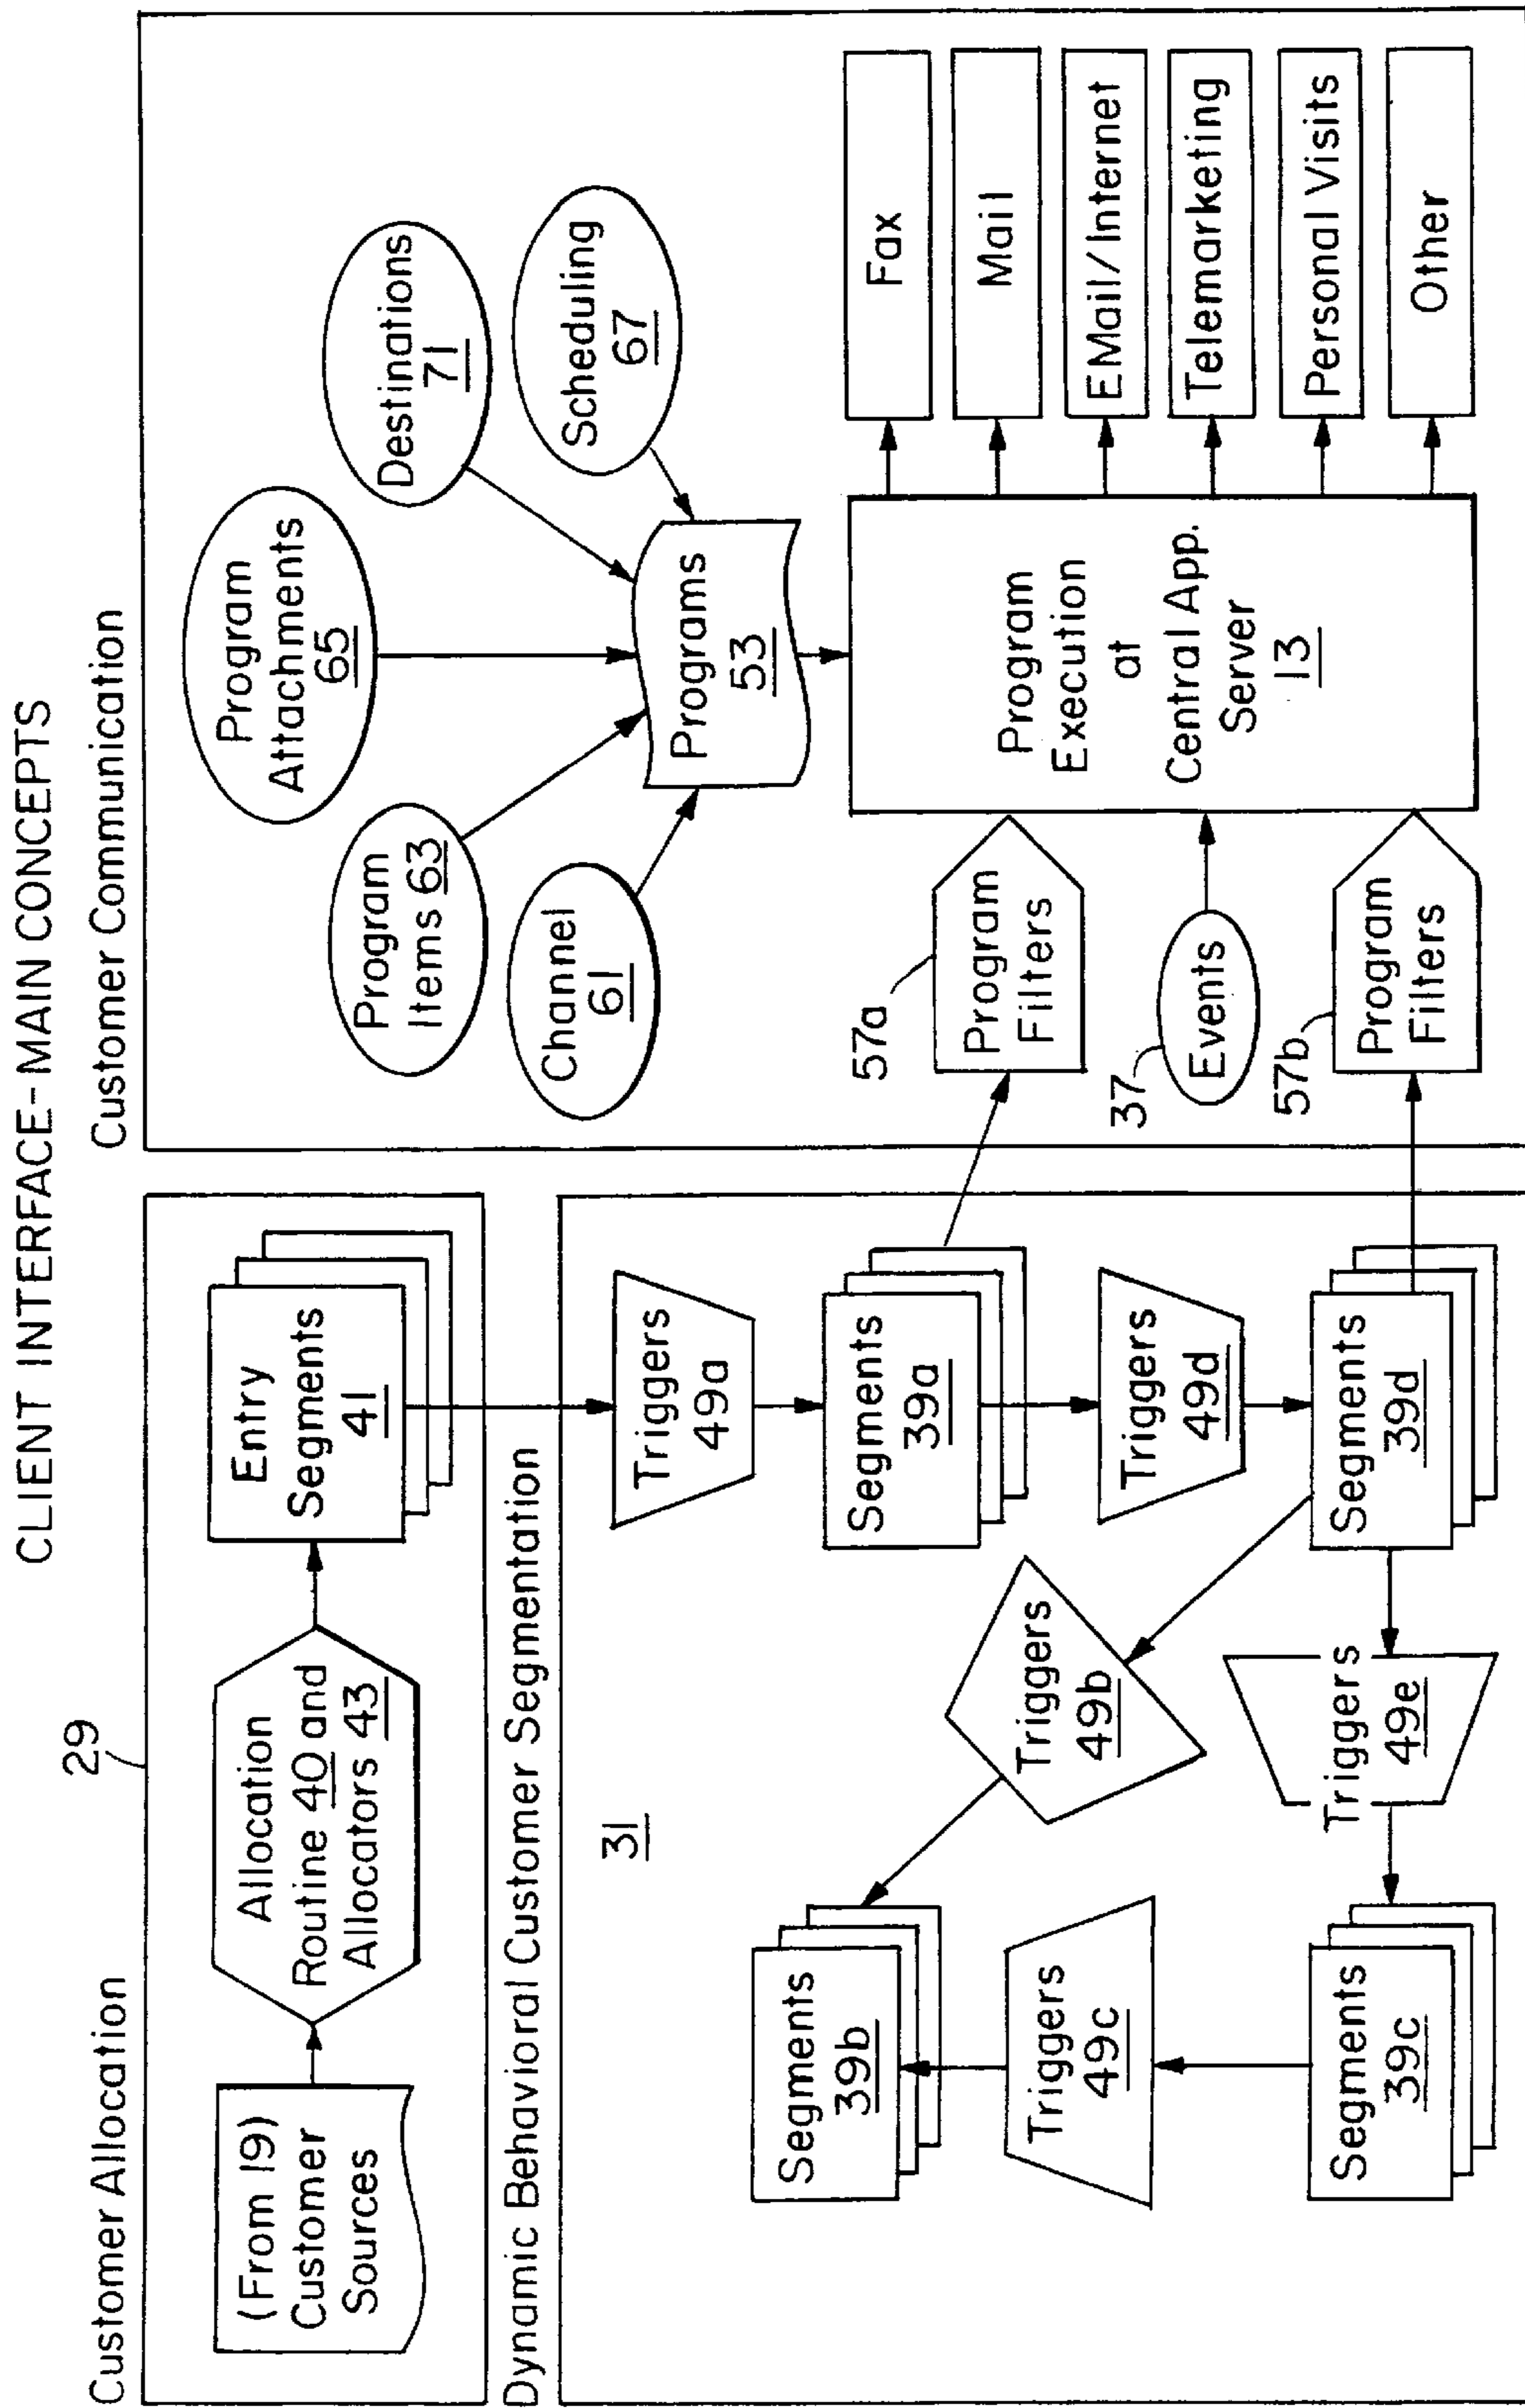 CLIENT INTERFACE-MAIN CONCEPTS
29
Customer Allocation
(From 19)
Customer
Sources
Allocation
Routine 40 and
Allocators 43
Entry
Segments
41
Dynamic Behavioral Customer Segmentation
31
Triggers
49a
Segments
39a
Triggers
49d
Segments
39d
Triggers
49b
Segments
39b
Triggers
49e
Segments
39c
Triggers
49c
Customer Communication
Program
Attachments
65
Program
Items 63
Destinations
71
Channel
61
Scheduling
67
Programs
53
57a
Program
Filters
37
Events
57b
Program
Filters
Program
Execution
at
Central App.
Server
13
Fax
Mail
EMail/Internet
Telemarketing
Personal Visits
Other